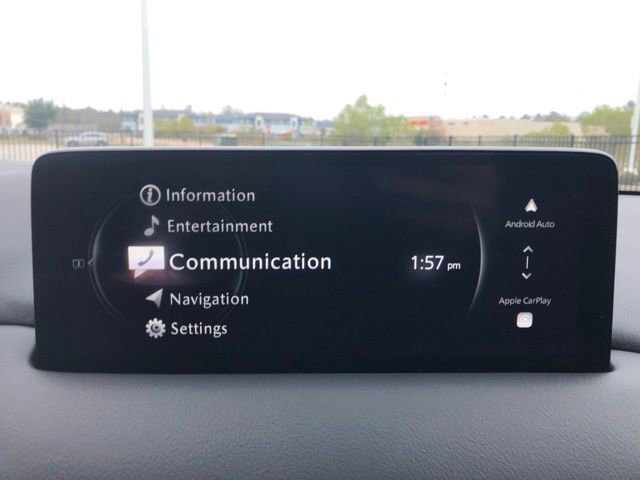 Information
Entertainment
Communication
Navigation
Settings
1:57 pm
Android Auto
Apple CarPlay